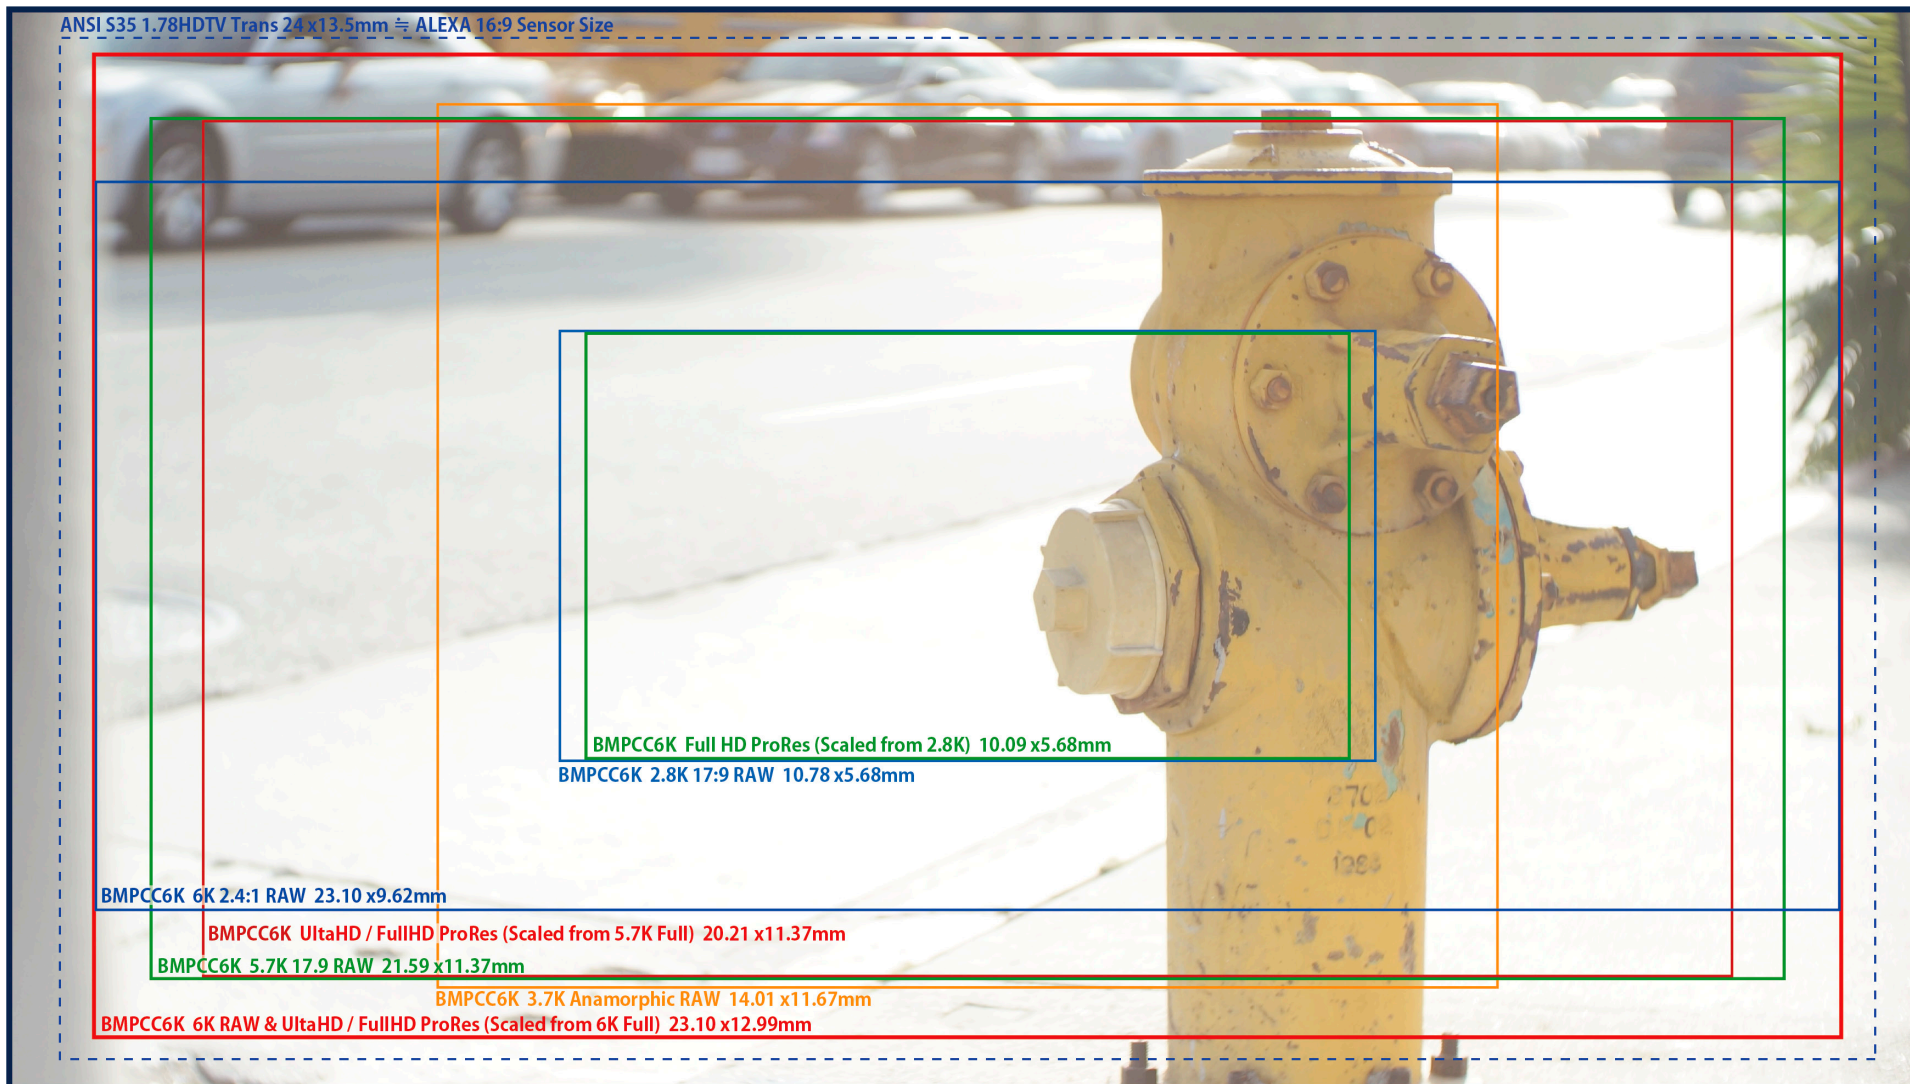 ANSI S35 1.78HDTV Trans 24 x13.5mm ≒ ALEXA 16:9 Sensor Size
BMPCC6K Full HD ProRes (Scaled from 2.8K) 10.09 x5.68mm
BMPCC6K 2.8K 17:9 RAW 10.78 x5.68mm
1286
BMPCC6K 6K 2.4:1 RAW 23.10 x9.62mm
BMPCC6K UltaHD / FullHD ProRes (Scaled from 5.7K Full) 20.21 x11.37mm
BMPCC6K 5.7K 17.9 RAW 21.59 x11.37mm
BMPCC6K 3.7K Anamorphic RAW 14.01 x11.67mm
BMPCC6K 6K RAW & UltaHD / FullHD ProRes (Scaled from 6K Full) 23.10 x12.99mm